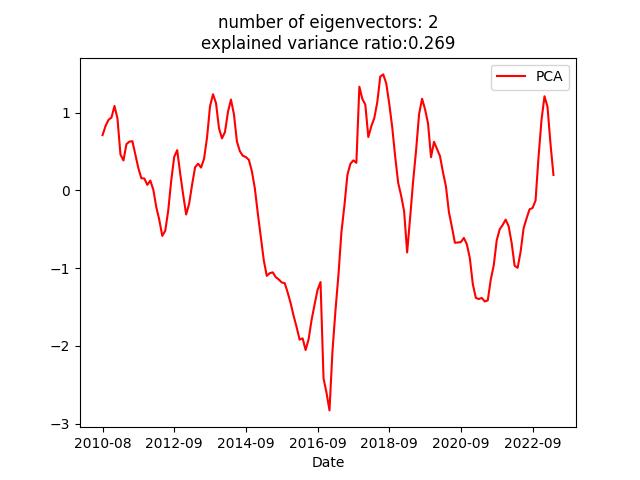 number of eigenvectors: 2
explained variance ratio:0.269
PCA
1
0
−1
−2
−3
2010-08 2012-09 2014-09 2016-09 2018-09 2020-09 2022-09
Date